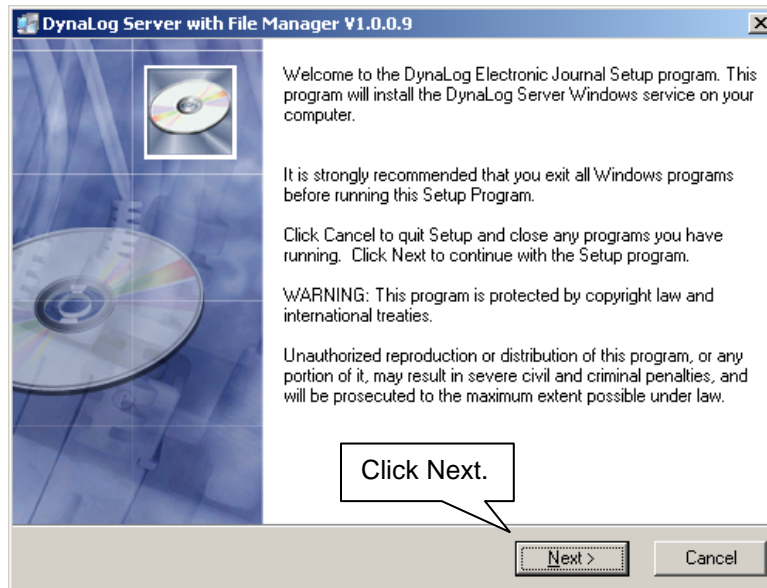 DynaLog Server with File Manager V1.0.0.9
Welcome to the DynaLog Electronic Journal Setup program. This
program will install the DynaLog Server Windows service on your
computer.
It is strongly recommended that you exit all Windows programs
before running this Setup Program.
Click Cancel to quit Setup and close any programs you have
running. Click Next to continue with the Setup program.
WARNING: This program is protected by copyright law and
international treaties.
Unauthorized reproduction or distribution of this program, or any
portion of it, may result in severe civil and criminal penalties, and
will be prosecuted to the maximum extent possible under law.
Click Next.
Next >
Cancel